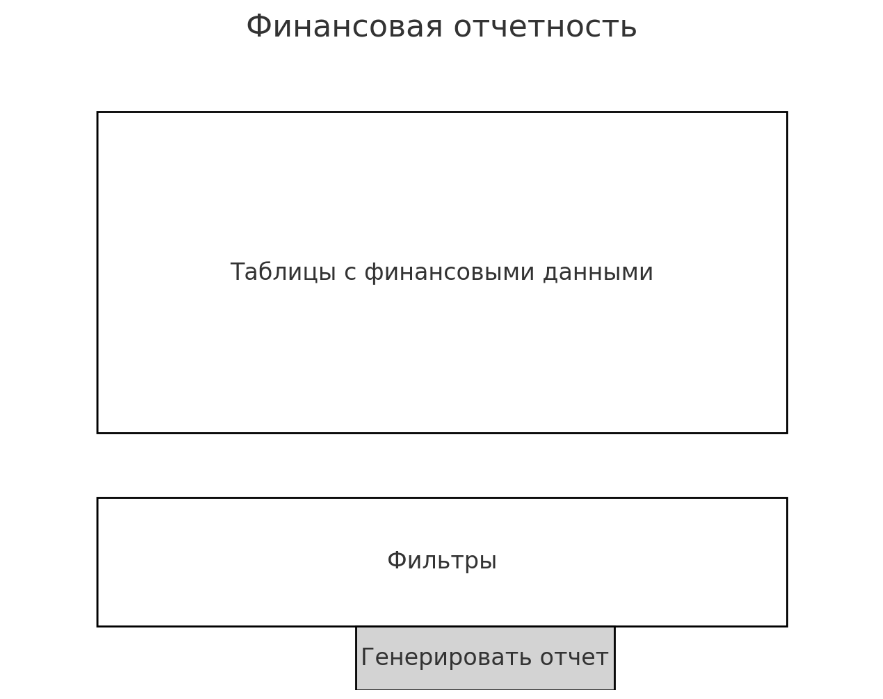 Финансовая отчетность
Таблицы с финансовыми данными
Фильтры
Генерировать отчет